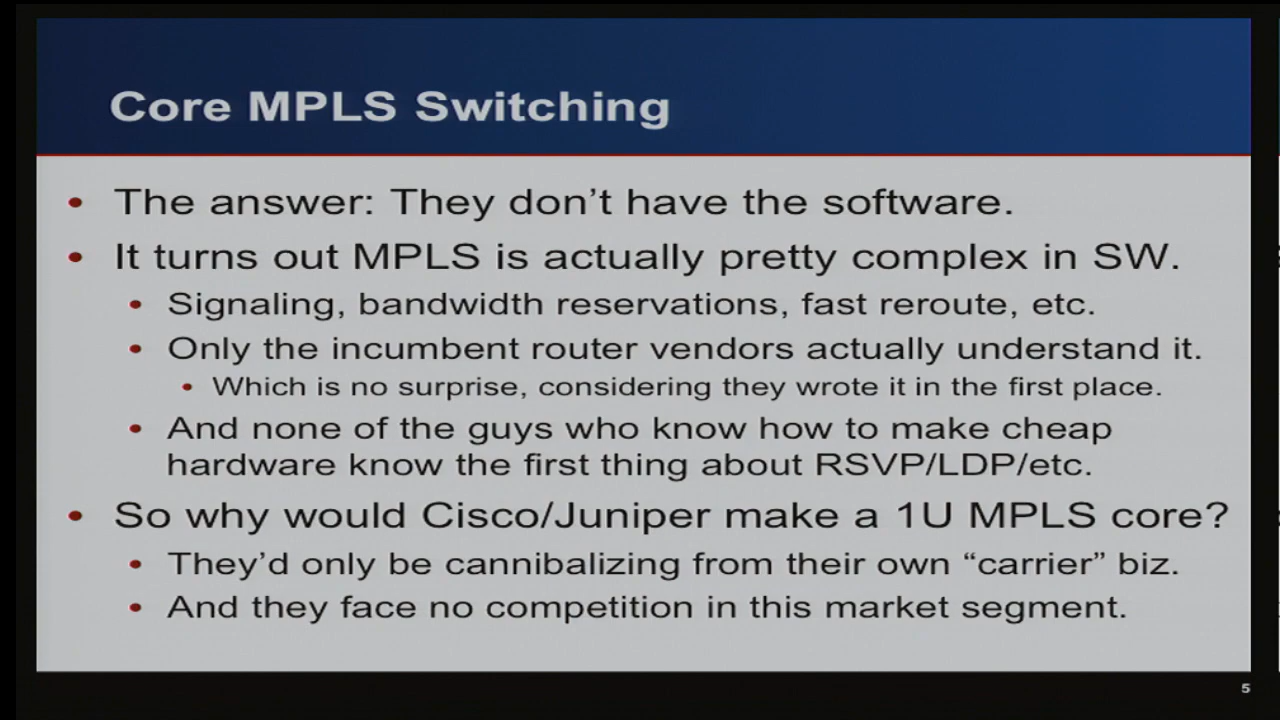 Core MPLS Switching
• The answer: They don’t have the software.
• It turns out MPLS is actually pretty complex in SW.
• Signaling, bandwidth reservations, fast reroute, etc.
• Only the incumbent router vendors actually understand it.
• Which is no surprise, considering they wrote it in the first place.
• And none of the guys who know how to make cheap
hardware know the first thing about RSVP/LDP/etc.
• So why would Cisco/Juniper make a 1U MPLS core?
• They’d only be cannibalizing from their own “carrier” biz.
• And they face no competition in this market segment.
5